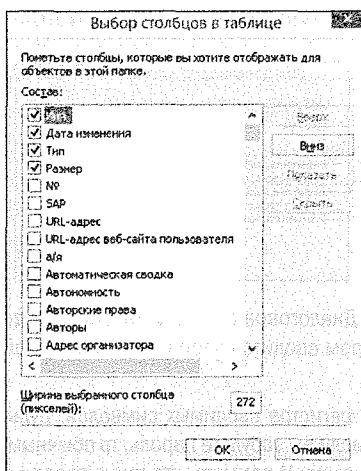 Выбор столбцов в таблице
Пометьте столбцы, которые вы хотите отображать для
объектов в этой папке.
Состав:
Имя
Дата изменения
Тип
Размер
№
SAP
URL-адрес
URL-адрес веб-сайта пользователя
а/я
Автоматическая сводка
Автономность
Авторские права
Авторы
Адрес организатора
Вверх
Вниз
Показать
Скрыть
Ширина выбранного столбца
(пикселей):
272
ОК
Отмена